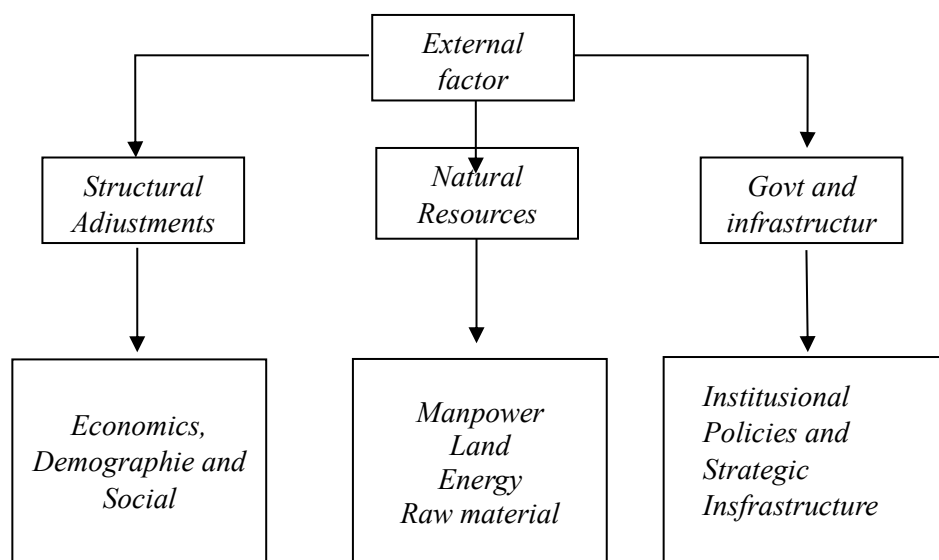 External
factor
Structural
Adjustments
Natural
Resources
Govt and
infrastructur
Economics,
Demographie and
Social
Manpower
Land
Energy
Raw material
Institusional
Policies and
Strategic
Insfrastructure